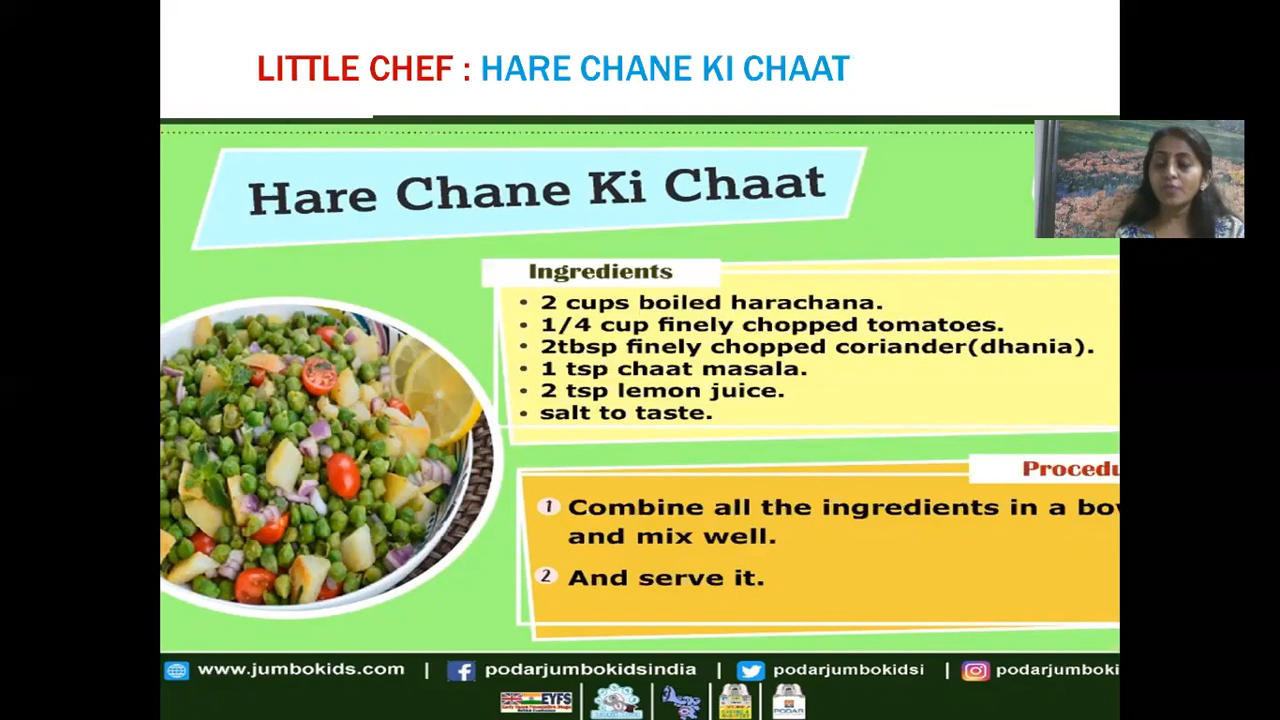 LITTLE CHEF : HARE CHANE KI CHAAT
Hare Chane Ki Chaat
Ingredients
• 2 cups boiled harachana.
• 1/4 cup finely chopped tomatoes.
• 2tbsp finely chopped coriander(dhania).
• 1 tsp chaat masala.
• 2 tsp lemon juice.
• salt to taste.
Procedu
1 Combine all the ingredients in a bo
and mix well.
2 And serve it.
www.jumbokids.com | podarjumbokidsindia | podarjumbokidsi | podarjumbokids
EYFS
PODAR